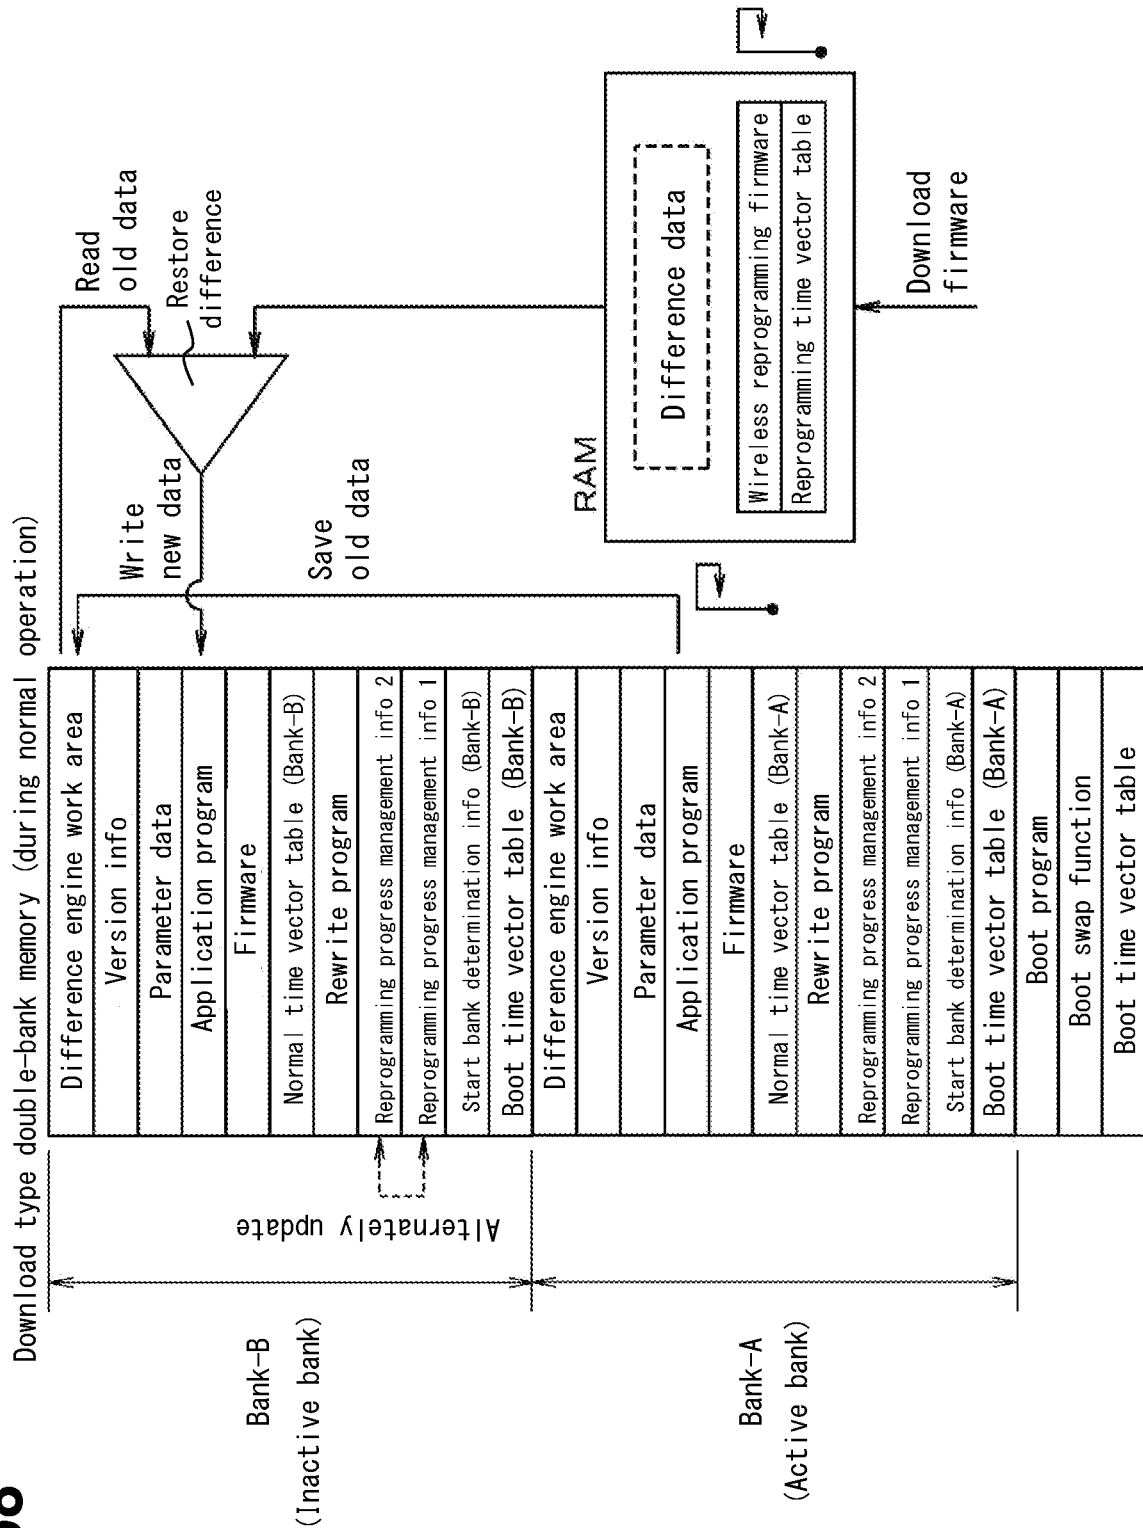 Download type double-bank memory (during normal operation)
Bank-B
(Inactive bank)
Alternately update
Difference engine work area
Version info
Parameter data
Application program
Firmware
Normal time vector table (Bank-B)
Rewrite program
Reprogramming progress management info 2
Reprogramming progress management info 1
Start bank determination info (Bank-B)
Boot time vector table (Bank-B)
Bank-A
(Active bank)
Difference engine work area
Version info
Parameter data
Application program
Firmware
Normal time vector table (Bank-A)
Rewrite program
Reprogramming progress management info 2
Reprogramming progress management info 1
Start bank determination info (Bank-A)
Boot time vector table (Bank-A)
Boot program
Boot swap function
Boot time vector table
Write
new data
Save
old data
Read
old data
Restore
difference
RAM
Difference data
Wireless reprogramming firmware
Reprogramming time vector table
Download
firmware